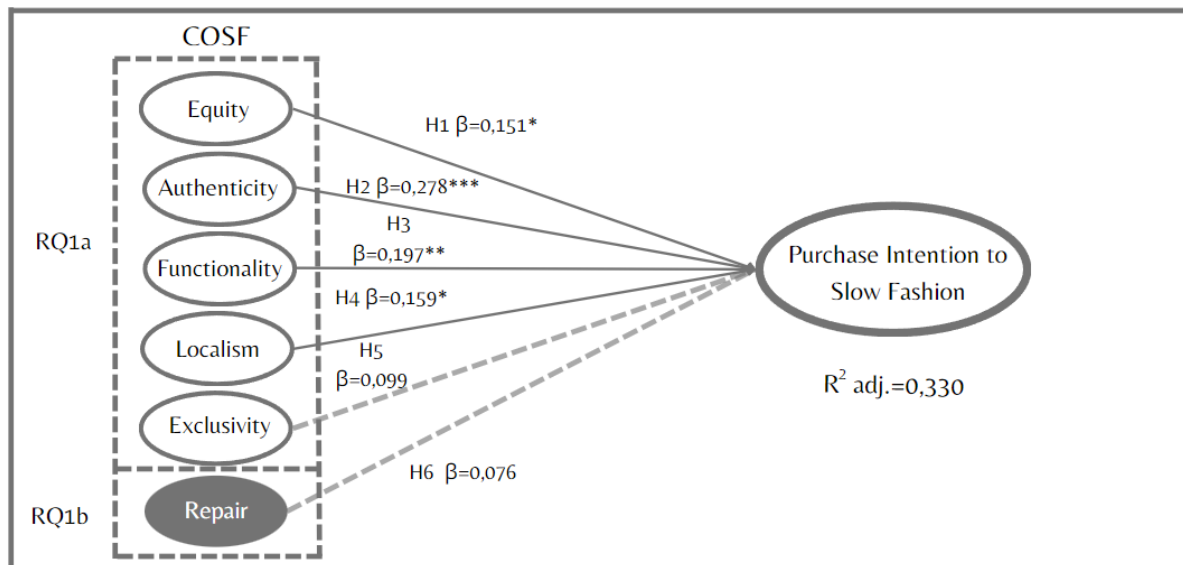 COSF
Equity
H1 β=0,151*
Authenticity
H2 β=0,278***
H3
β=0,197**
RQ1a
Functionality
Purchase Intention to
Slow Fashion
H4 β=0,159*
Localism
H5
β=0,099
R² adj.=0,330
Exclusivity
H6 β=0,076
RQ1b
Repair